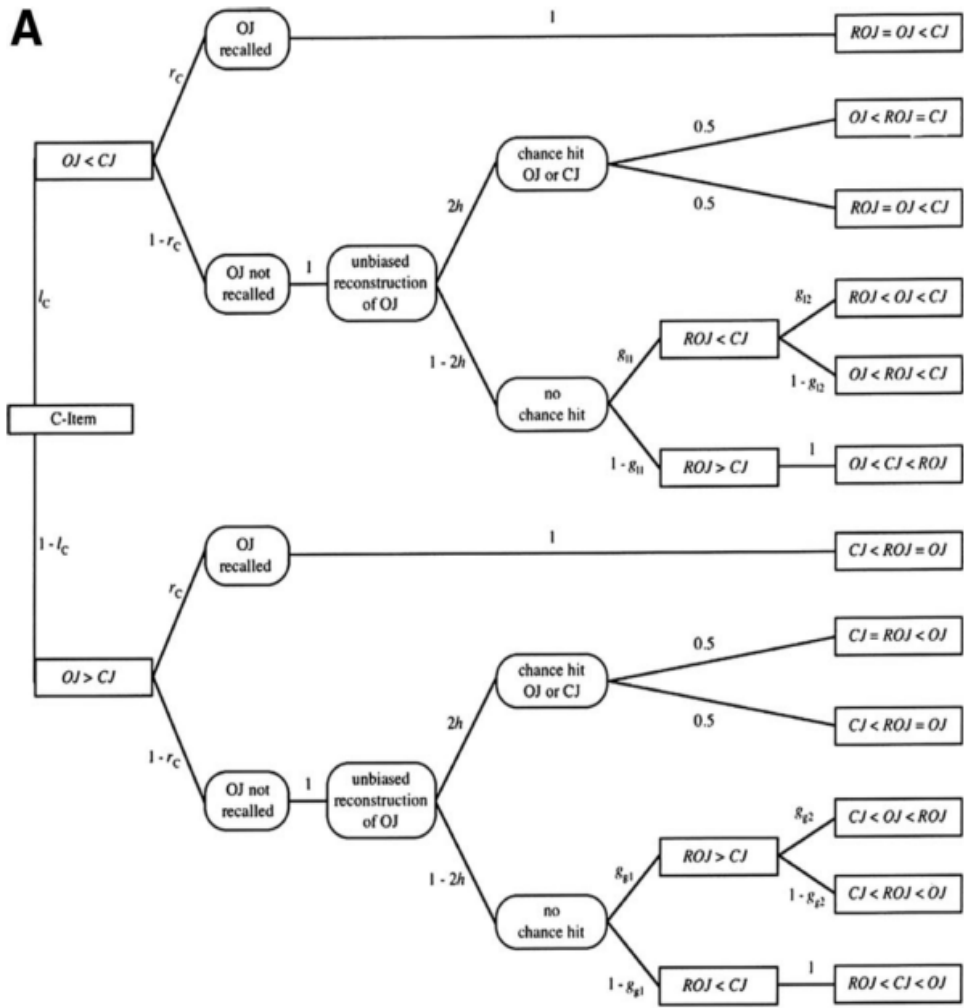 A
OJ
recalled
1
ROJ = OJ < CJ
r_C
OJ < CJ
chance hit
OJ or CJ
0.5
OJ < ROJ = CJ
0.5
ROJ = OJ < CJ
2h
1 - r_C
OJ not
recalled
1
unbiased
reconstruction
of OJ
l_C
1 - 2h
g_l2
ROJ < OJ < CJ
ROJ < CJ
g_l1
1 - g_l2
OJ < ROJ < CJ
no
chance hit
C-Item
1 - g_l1
ROJ > CJ
1
OJ < CJ < ROJ
1 - l_C
OJ
recalled
1
CJ < ROJ = OJ
r_C
OJ > CJ
chance hit
OJ or CJ
0.5
CJ = ROJ < OJ
0.5
CJ < ROJ = OJ
2h
1 - r_C
OJ not
recalled
1
unbiased
reconstruction
of OJ
1 - 2h
g_g2
CJ < OJ < ROJ
ROJ > CJ
g_g1
1 - g_g2
CJ < ROJ < OJ
no
chance hit
1 - g_g1
ROJ < CJ
1
ROJ < CJ < OJ